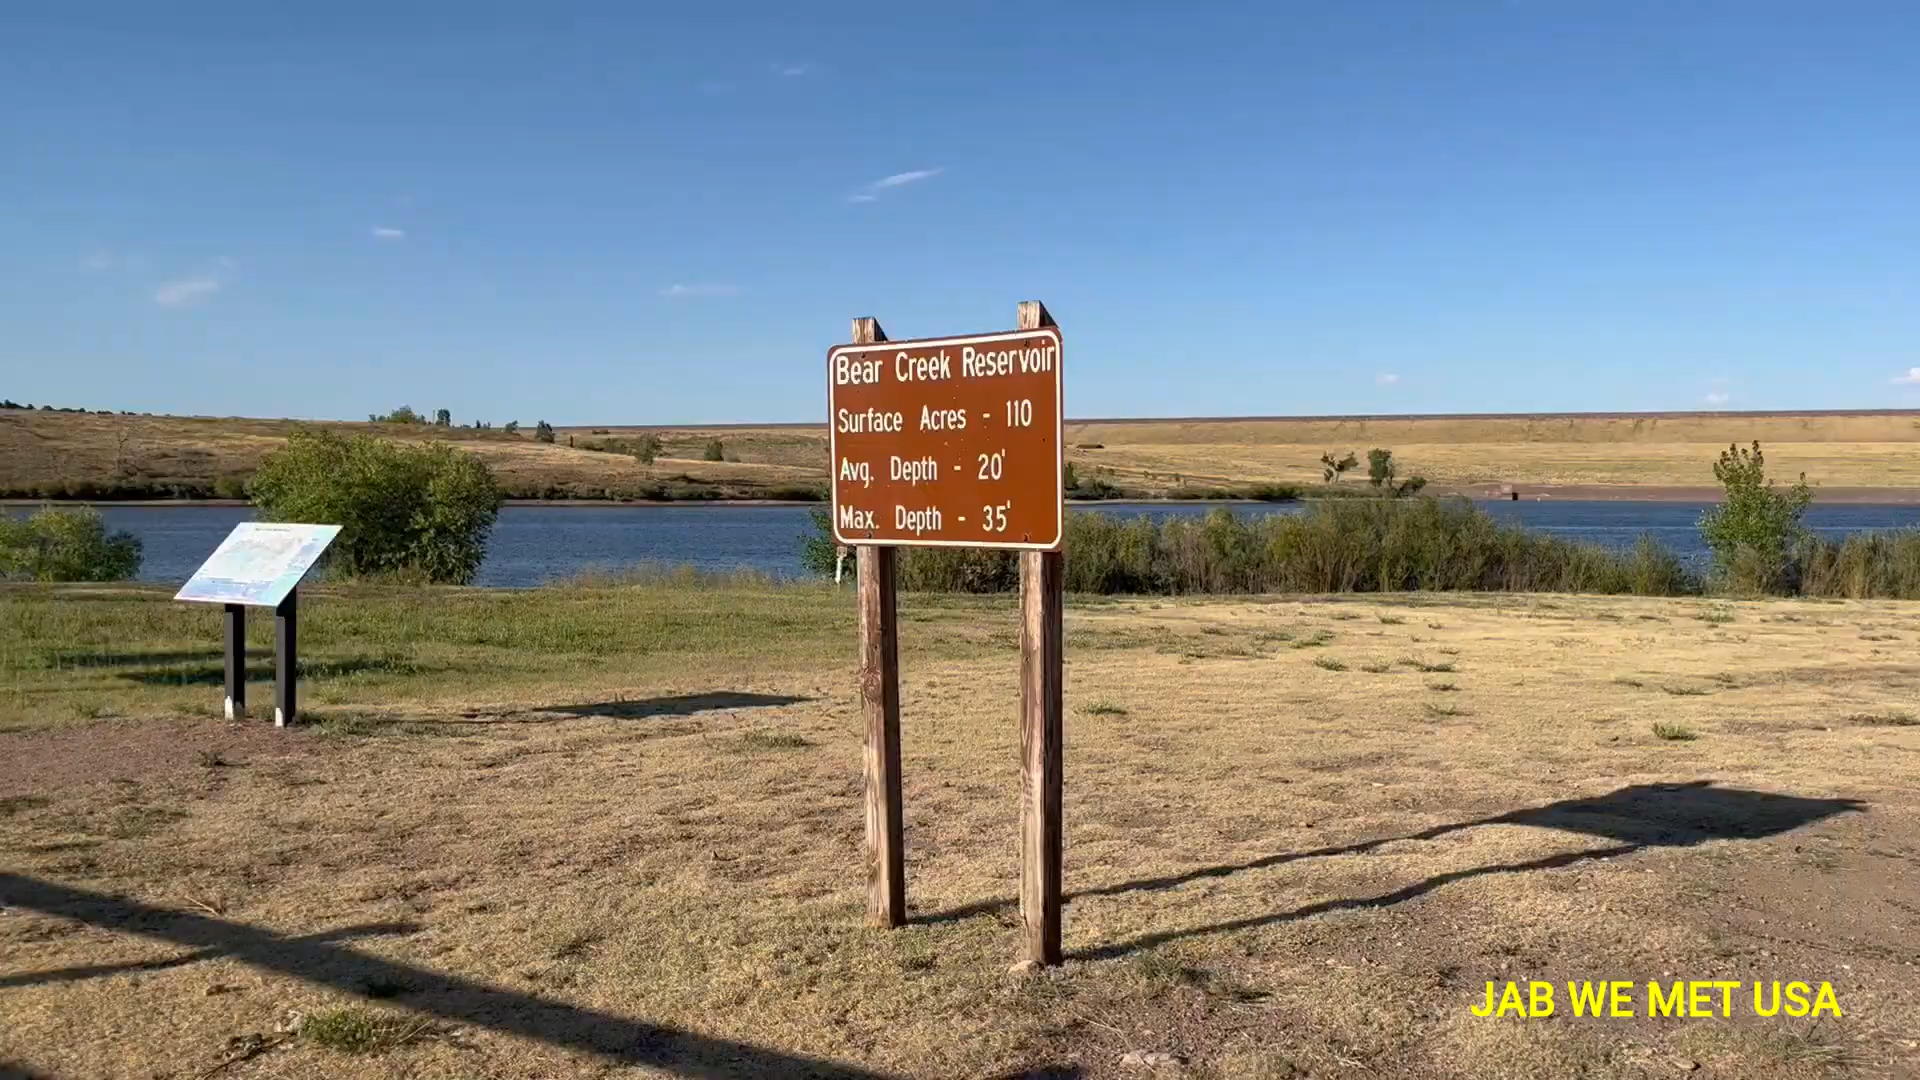 Bear Creek Reservoir
Surface Acres - 110
Avg. Depth - 20'
Max. Depth - 35'
JAB WE MET USA